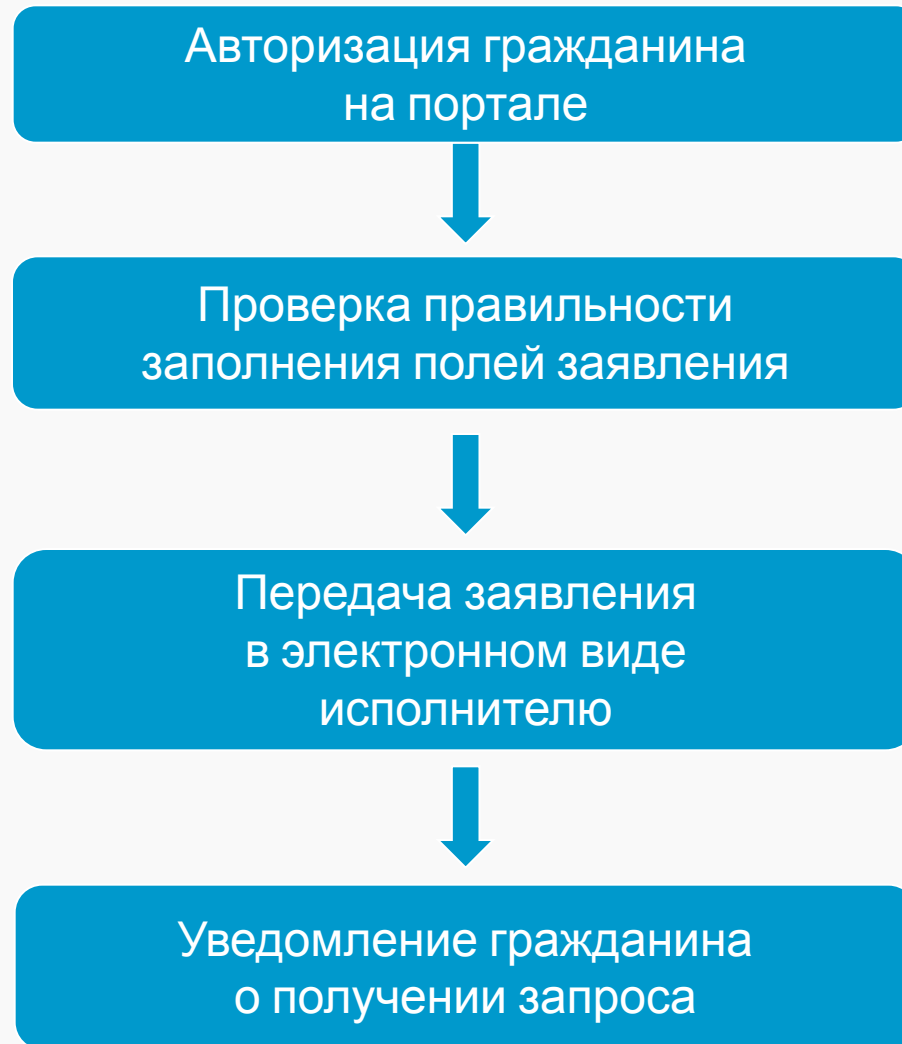 Авторизация гражданина
на портале
Проверка правильности
заполнения полей заявления
Передача заявления
в электронном виде
исполнителю
Уведомление гражданина
о получении запроса